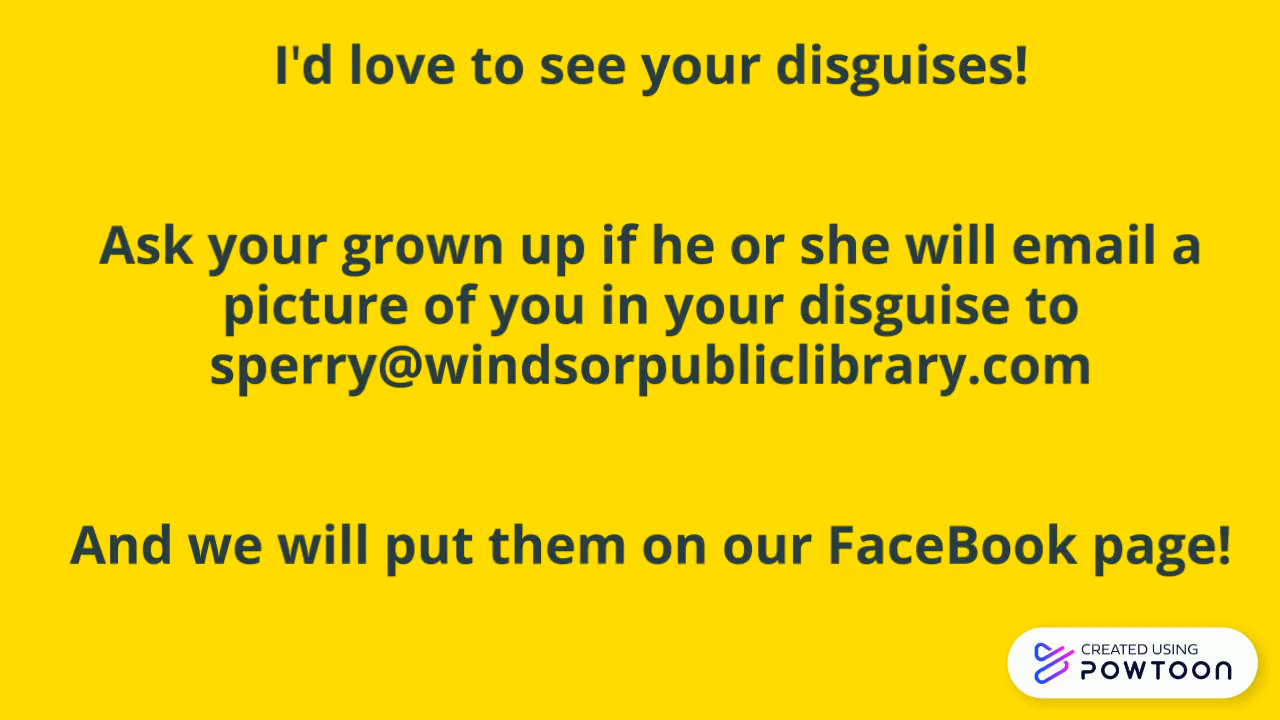 I'd love to see your disguises!
Ask your grown up if he or she will email a
picture of you in your disguise to
sperry@windsorpubliclibrary.com
And we will put them on our FaceBook page!
CREATED USING
POWTOON